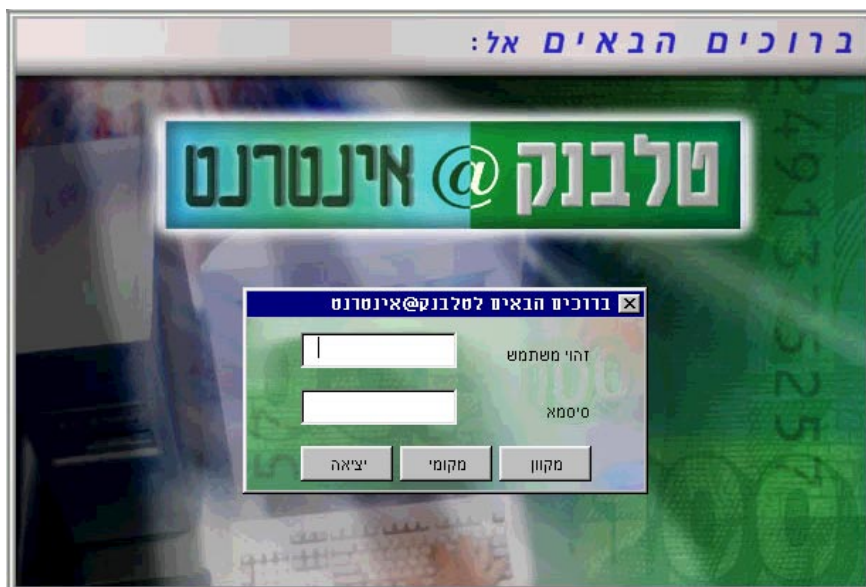 ברוכים הבאים אל:
טלבנק@אינטרנט
ברוכים הבאים לטלבנק@אינטרנט
זהוי משתמש
סיסמא
מקוון מקומי יציאה